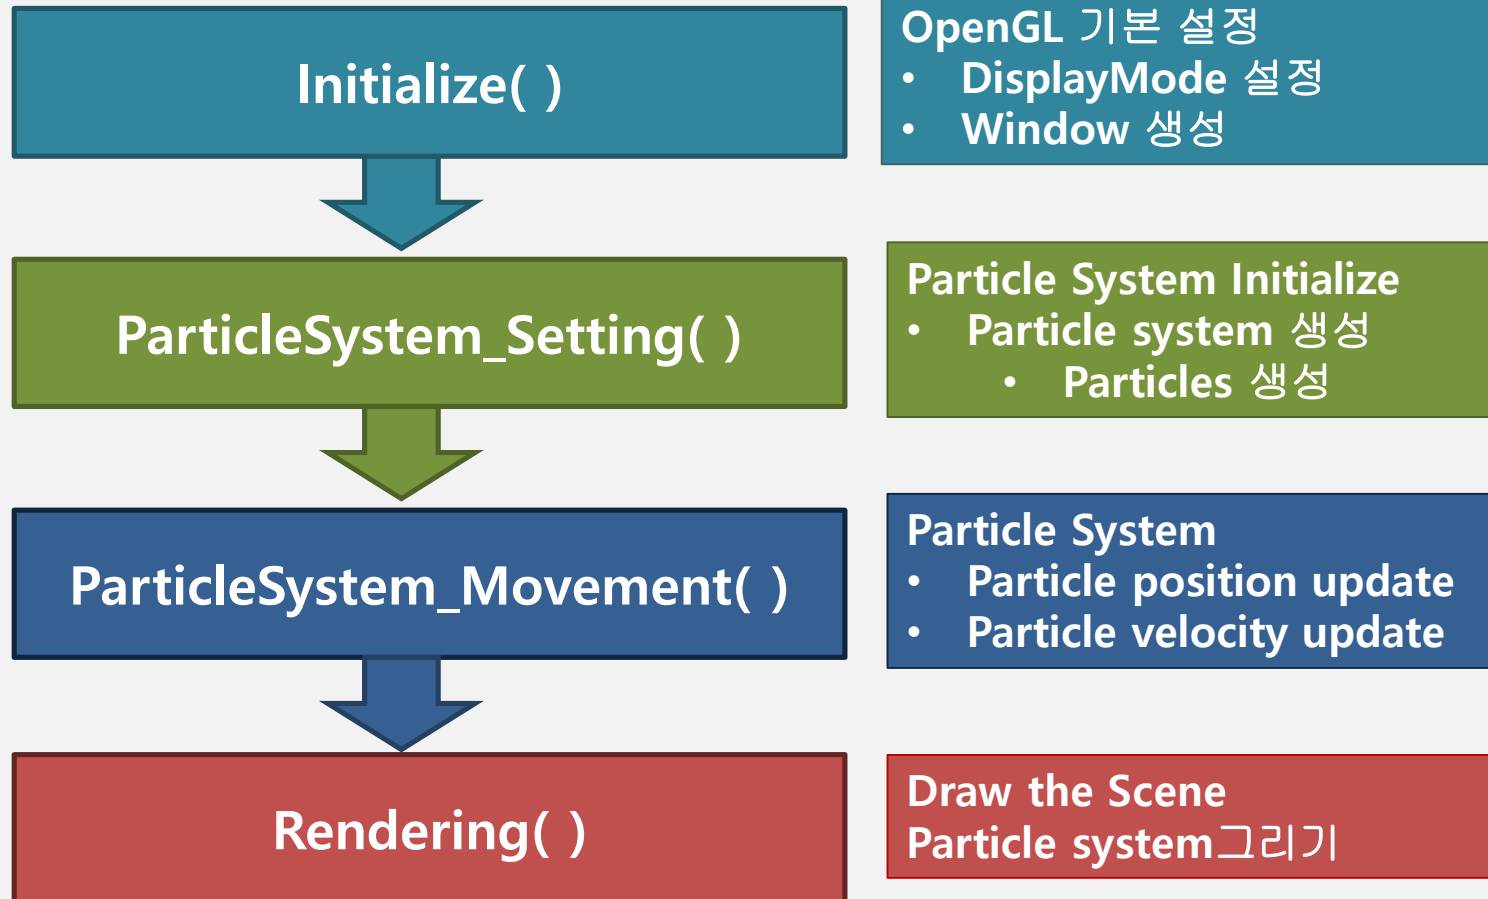 Initialize( )
OpenGL 기본 설정
• DisplayMode 설정
• Window 생성
ParticleSystem_Setting( )
Particle System Initialize
• Particle system 생성
• Particles 생성
ParticleSystem_Movement( )
Particle System
• Particle position update
• Particle velocity update
Rendering( )
Draw the Scene
Particle system그리기